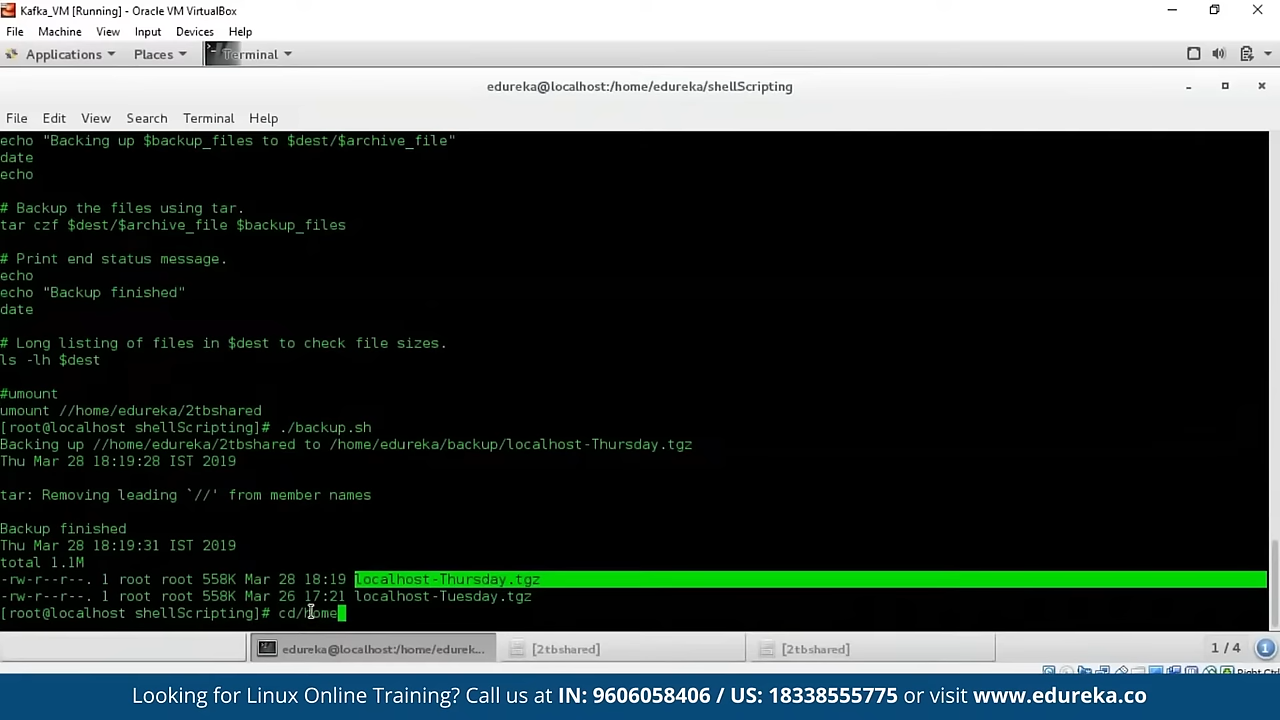 Kafka_VM [Running] - Oracle VM VirtualBox
File Machine View Input Devices Help
Applications Places Terminal
edureka@localhost:/home/edureka/shellScripting
File Edit View Search Terminal Help
echo "Backing up $backup_files to $dest/$archive_file"
date
echo
# Backup the files using tar.
tar czf $dest/$archive_file $backup_files
# Print end status message.
echo
echo "Backup finished"
date
# Long listing of files in $dest to check file sizes.
ls -lh $dest
#umount
umount //home/edureka/2tbshared
[root@localhost shellScripting]# ./backup.sh
Backing up //home/edureka/2tbshared to /home/edureka/backup/localhost-Thursday.tgz
Thu Mar 28 18:19:28 IST 2019
tar: Removing leading `//' from member names
Backup finished
Thu Mar 28 18:19:31 IST 2019
total 1.1M
-rw-r--r--. 1 root root 558K Mar 28 18:19 localhost-Thursday.tgz
-rw-r--r--. 1 root root 558K Mar 26 17:21 localhost-Tuesday.tgz
[root@localhost shellScripting]# cd/home
edureka@localhost:/home/edurek... [2tbshared] [2tbshared] 1 / 4 1
Right Ctrl
Looking for Linux Online Training? Call us at IN: 9606058406 / US: 18338555775 or visit www.edureka.co